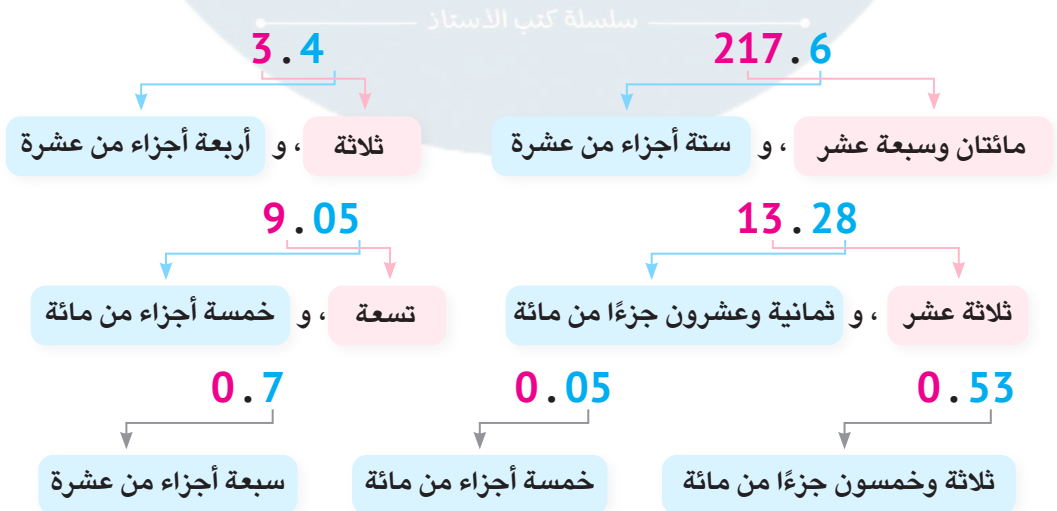 سلسلة كتب الأستاذ
217.6
3.4
مائتان وسبعة عشر ، و ستة أجزاء من عشرة
ثلاثة ، و أربعة أجزاء من عشرة
13.28
9.05
ثلاثة عشر ، و ثمانية وعشرون جزءًا من مائة
تسعة ، و خمسة أجزاء من مائة
0.53
0.05
0.7
ثلاثة وخمسون جزءًا من مائة
خمسة أجزاء من مائة
سبعة أجزاء من عشرة